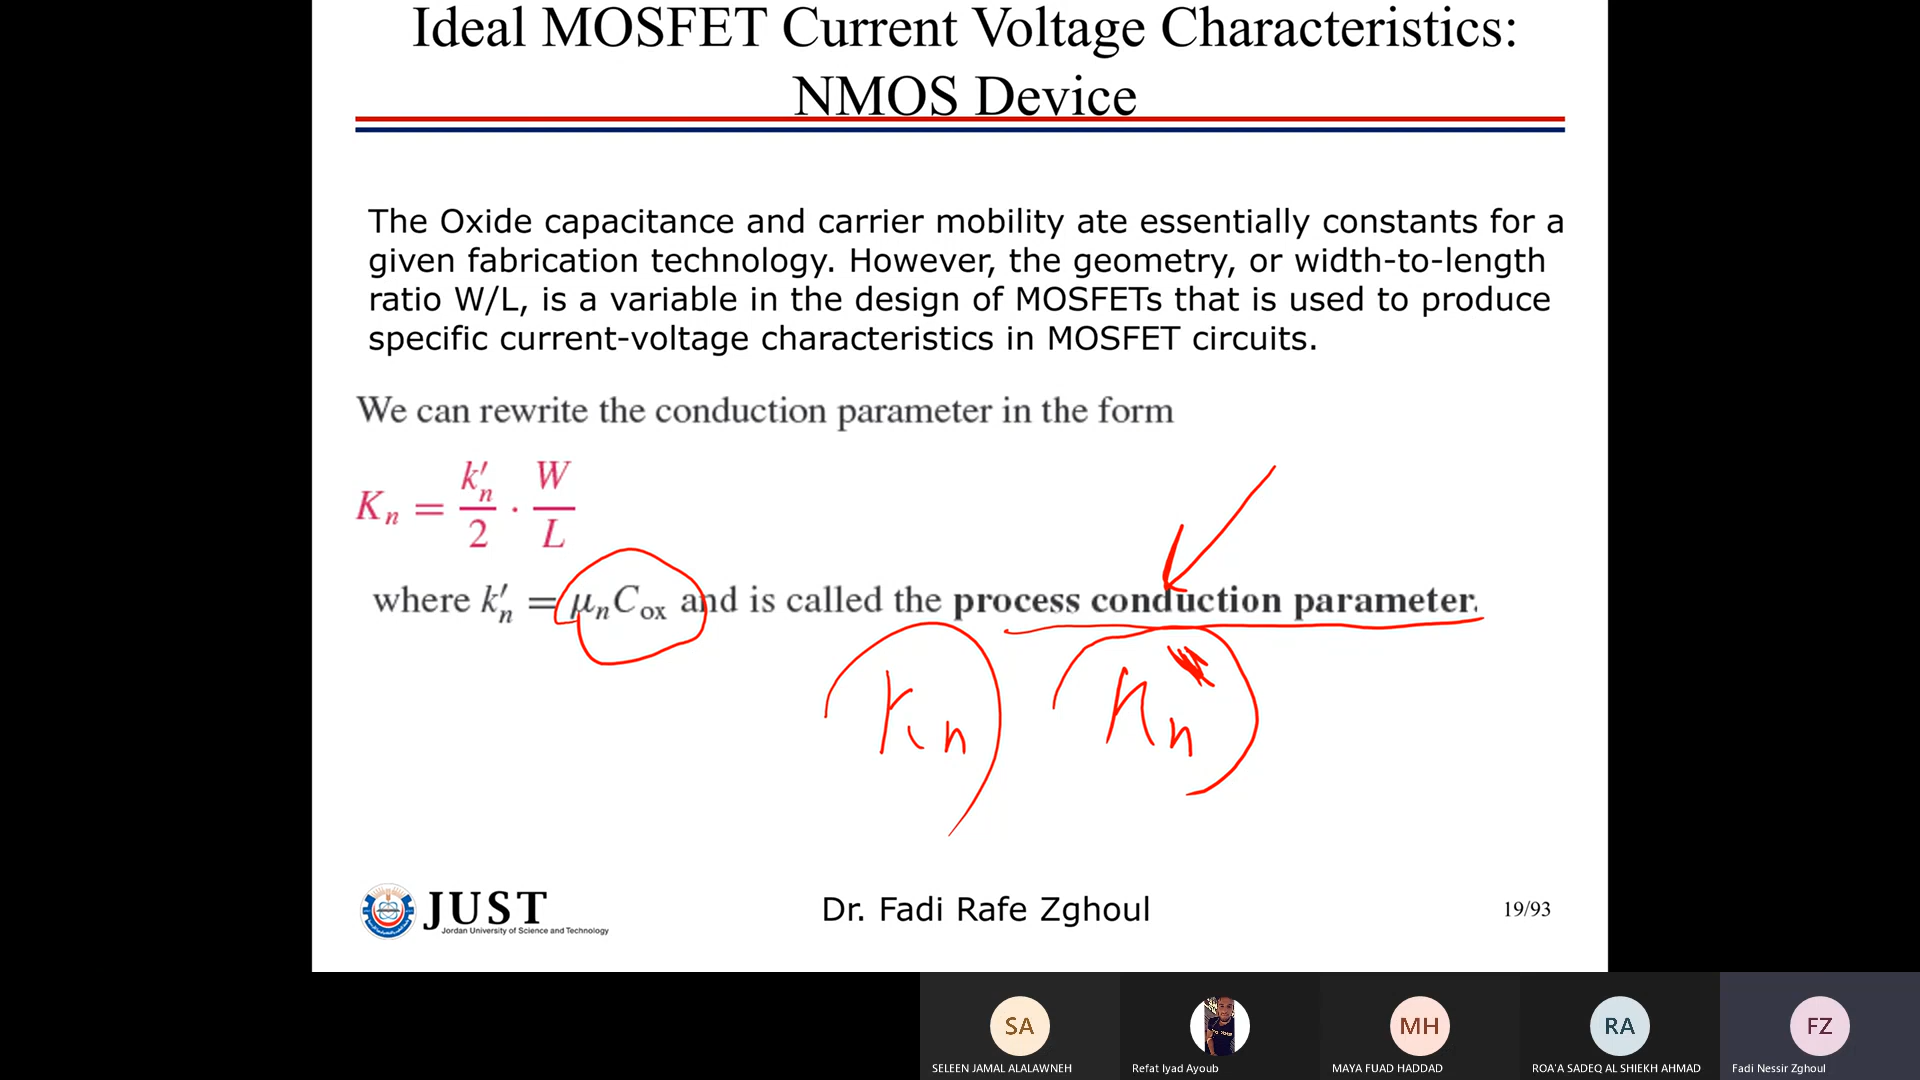 Ideal MOSFET Current Voltage Characteristics:
NMOS Device
The Oxide capacitance and carrier mobility ate essentially constants for a
given fabrication technology. However, the geometry, or width-to-length
ratio W/L, is a variable in the design of MOSFETs that is used to produce
specific current-voltage characteristics in MOSFET circuits.
We can rewrite the conduction parameter in the form
Kn = k′n/2 · W/L
where k′n = μnCox and is called the process conduction parameter.
Kn Kn
JUST
Jordan University of Science and Technology
Dr. Fadi Rafe Zghoul
19/93
SA MH RA FZ
SELEEN JAMAL ALALAWNEH Refat Iyad Ayoub MAYA FUAD HADDAD ROA'A SADEQ AL SHIEKH AHMAD Fadi Nessir Zghoul